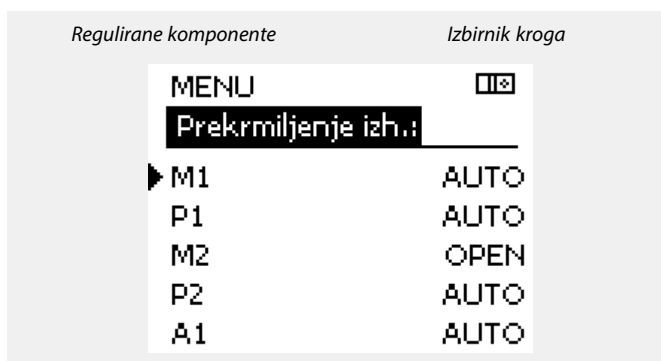 Regulirane komponente Izbirnik kroga
MENU
Prekrmiljenje izh.:
M1 AUTO
P1 AUTO
M2 OPEN
P2 AUTO
A1 AUTO